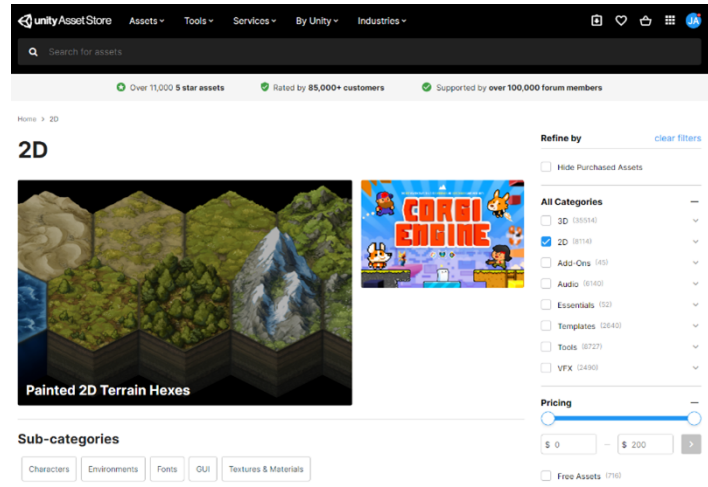 unity Asset Store Assets Tools Services By Unity Industries JA
Search for assets
Over 11,000 5 star assets Rated by 85,000+ customers Supported by over 100,000 forum members
Home > 2D
2D
Painted 2D Terrain Hexes
CORGI
ENGINE
Sub-categories
Characters Environments Fonts GUI Textures & Materials
Refine by clear filters
Hide Purchased Assets
All Categories
3D (35514)
2D (8114)
Add-Ons (45)
Audio (6140)
Essentials (52)
Templates (2640)
Tools (6727)
VFX (2490)
Pricing
$ 0 – $ 200 >
Free Assets (716)